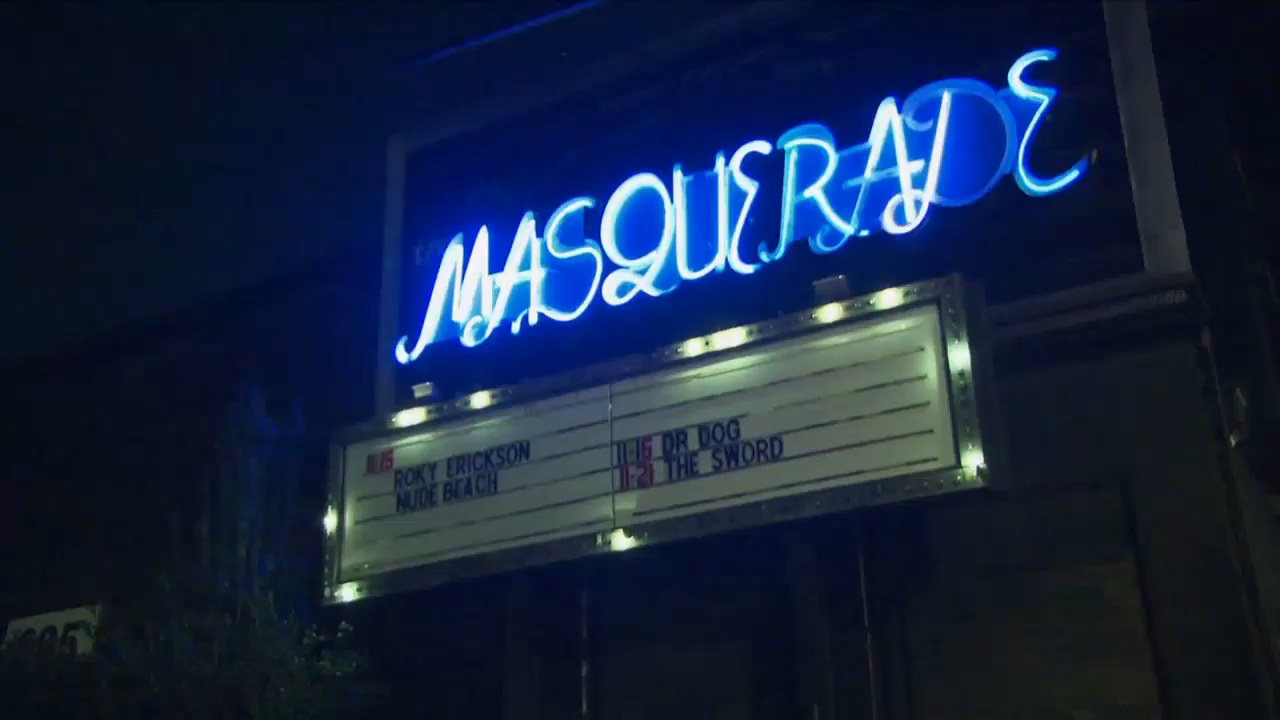 MASQUERADE
11-15
ROKY ERICKSON
NUDE BEACH
11-16 DR DOG
11-21 THE SWORD